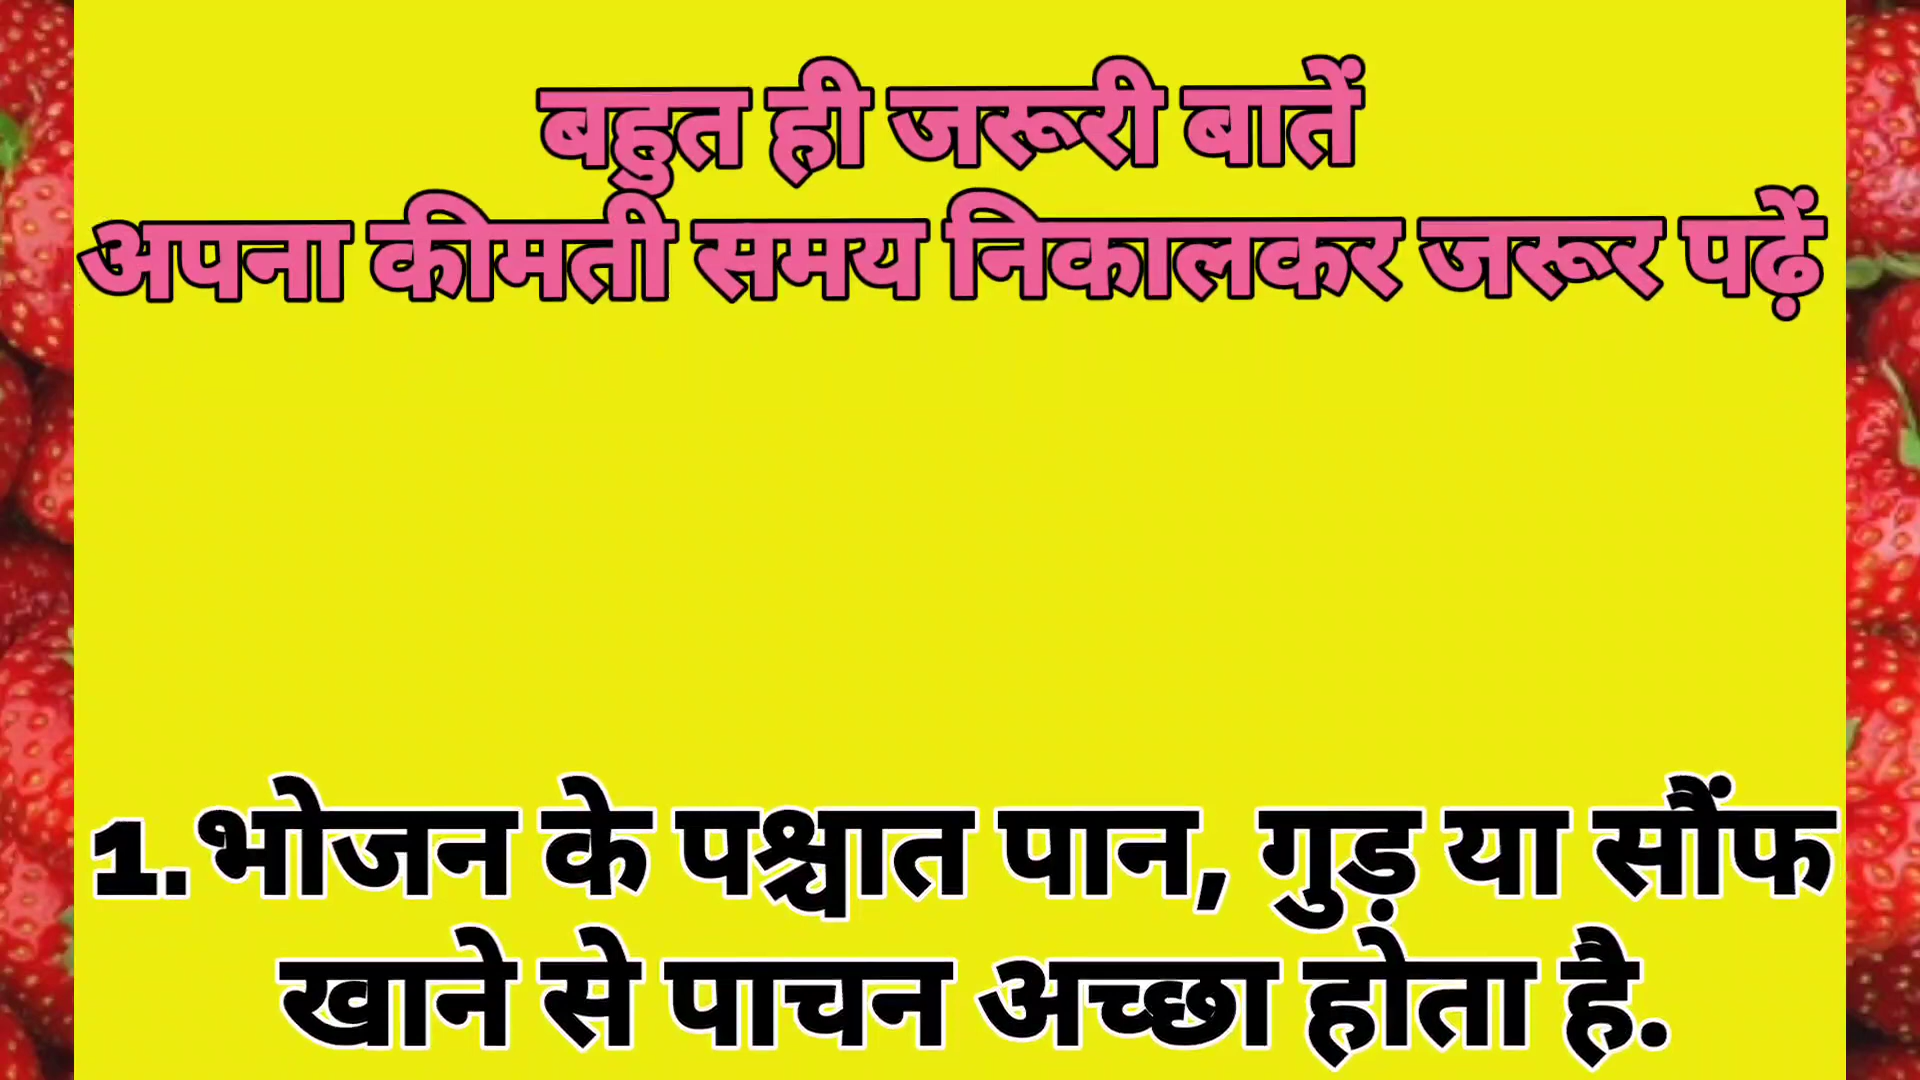 बहुत ही जरूरी बातें
अपना कीमती समय निकालकर जरूर पढ़ें
1.भोजन के पश्चात पान, गुड़ या सौंफ
खाने से पाचन अच्छा होता है.